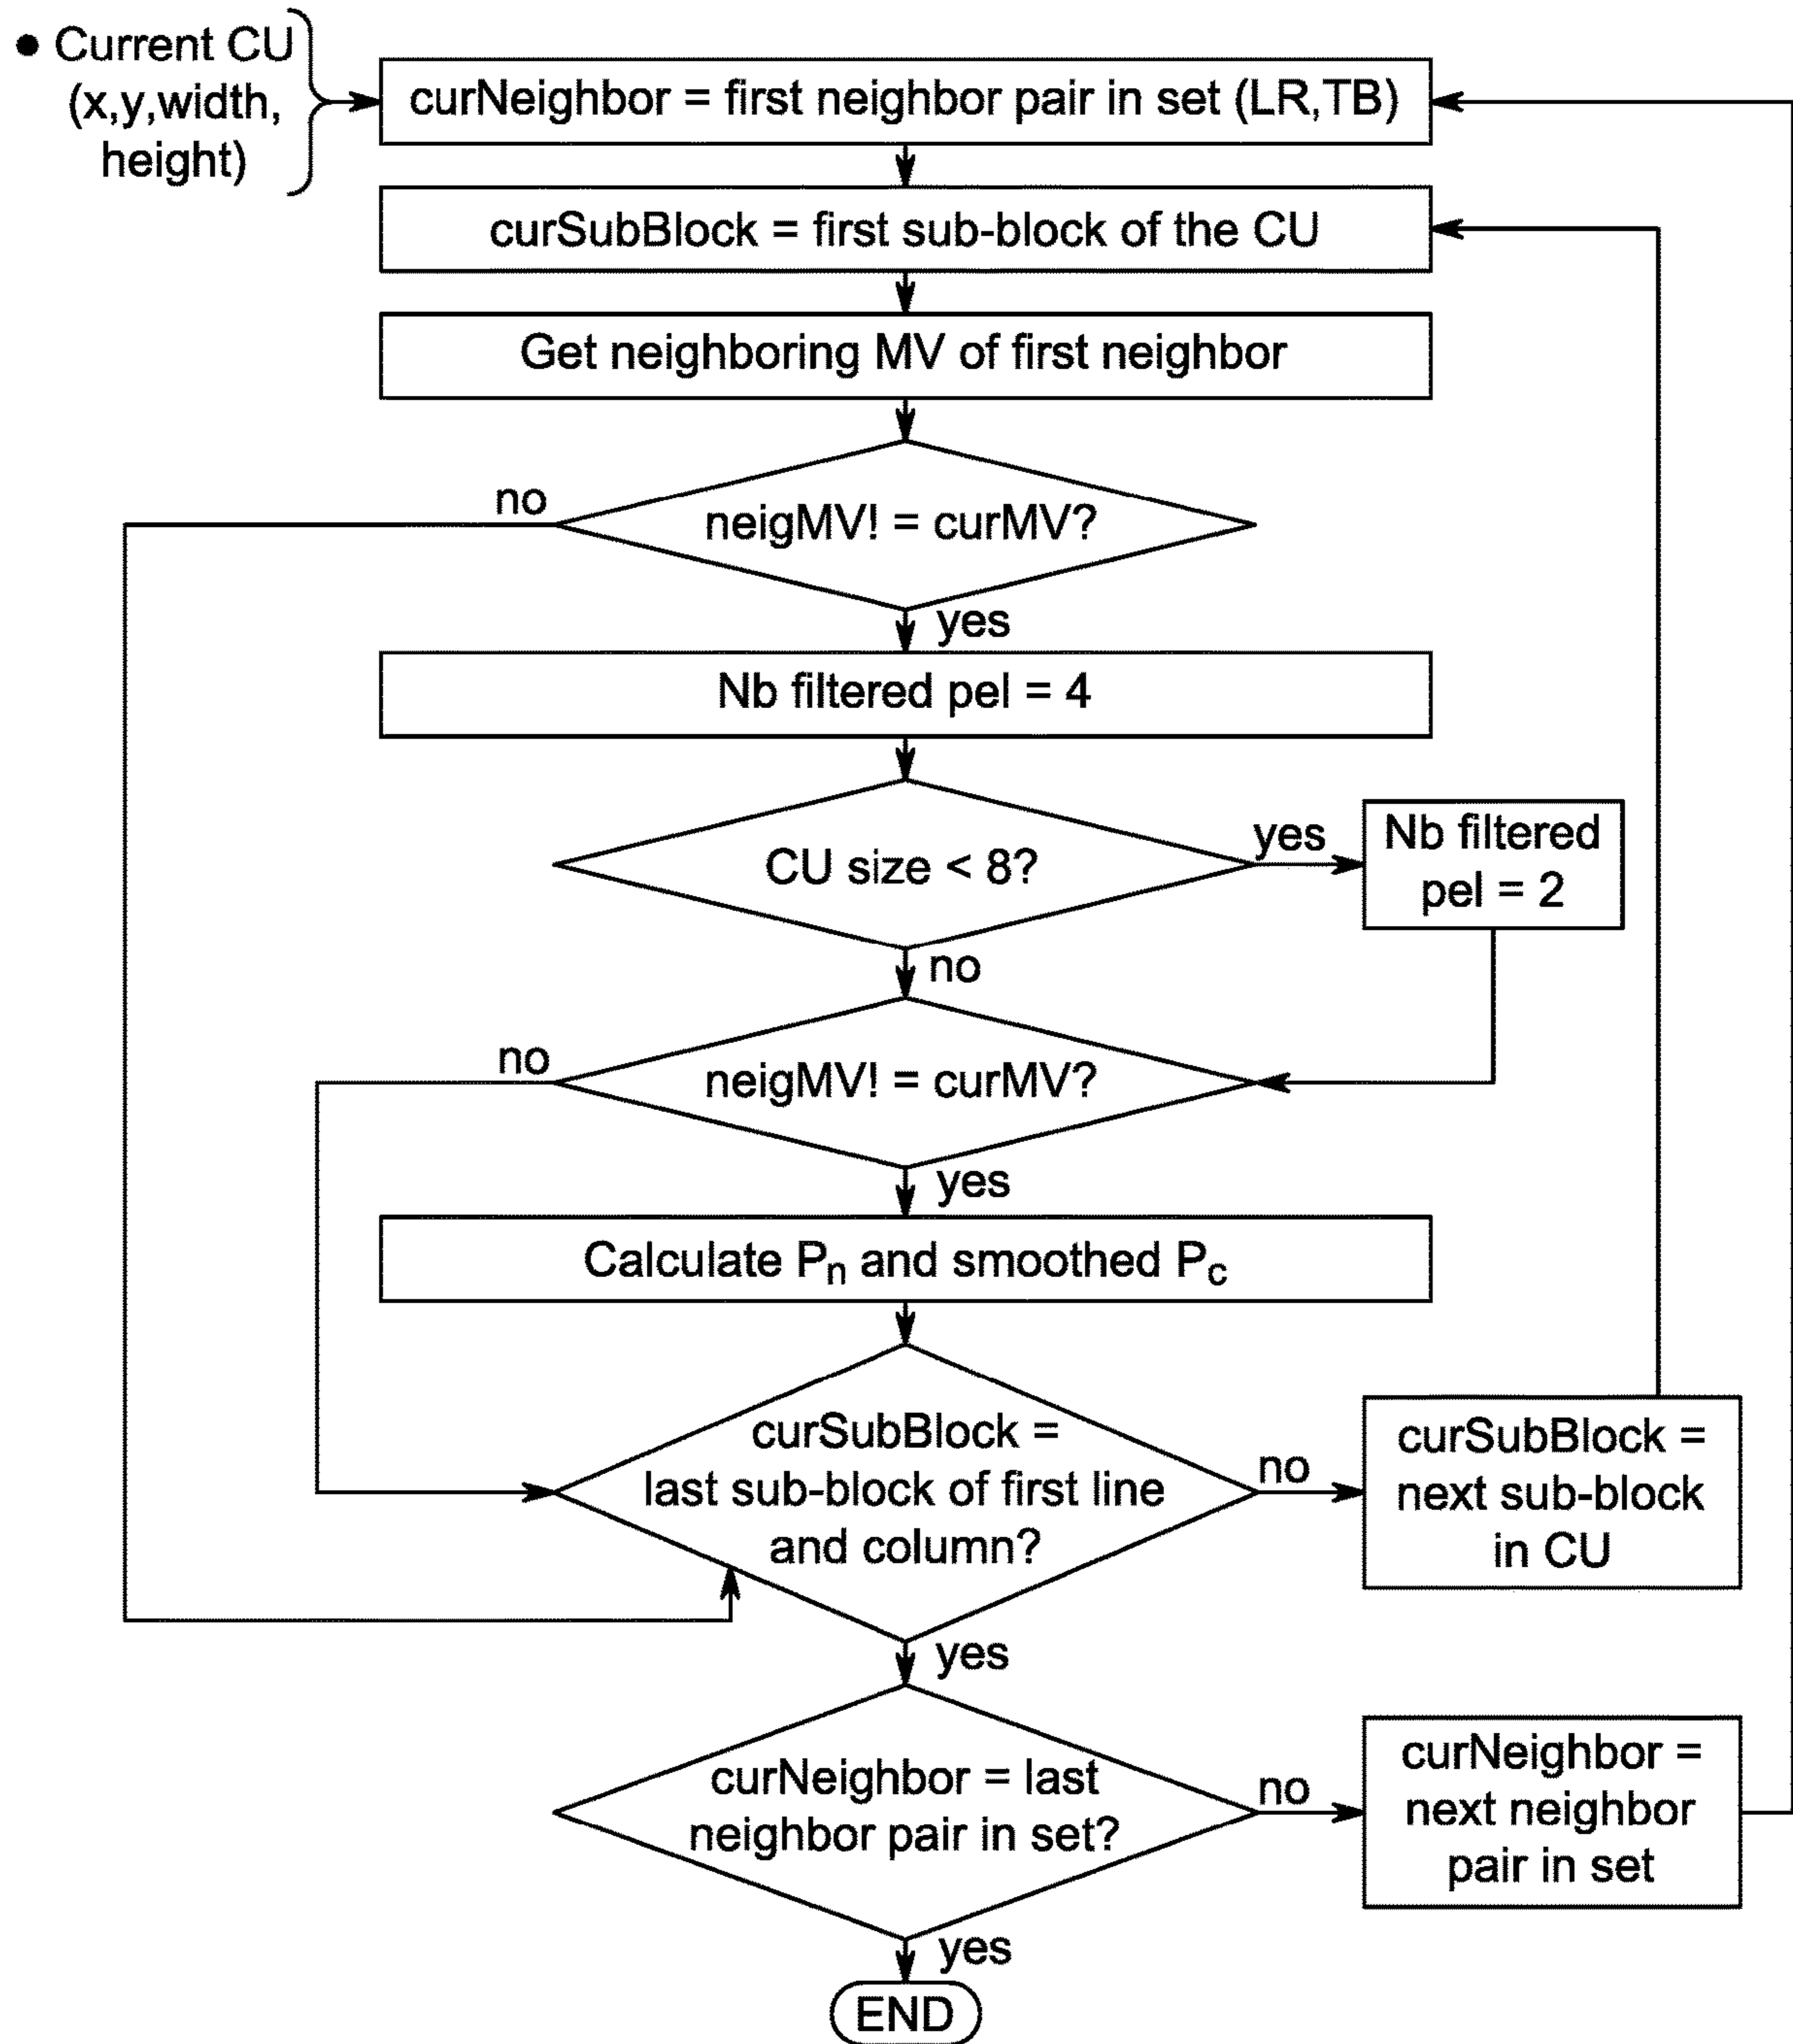 ● Current CU
(x,y,width,
height)
curNeighbor = first neighbor pair in set (LR,TB)
curSubBlock = first sub-block of the CU
Get neighboring MV of first neighbor
neigMV! = curMV?
no
yes
Nb filtered pel = 4
CU size < 8?
yes
Nb filtered
pel = 2
no
neigMV! = curMV?
no
yes
Calculate Pn and smoothed Pc
curSubBlock =
last sub-block of first line
and column?
no
curSubBlock =
next sub-block
in CU
yes
curNeighbor = last
neighbor pair in set?
no
curNeighbor =
next neighbor
pair in set
yes
END